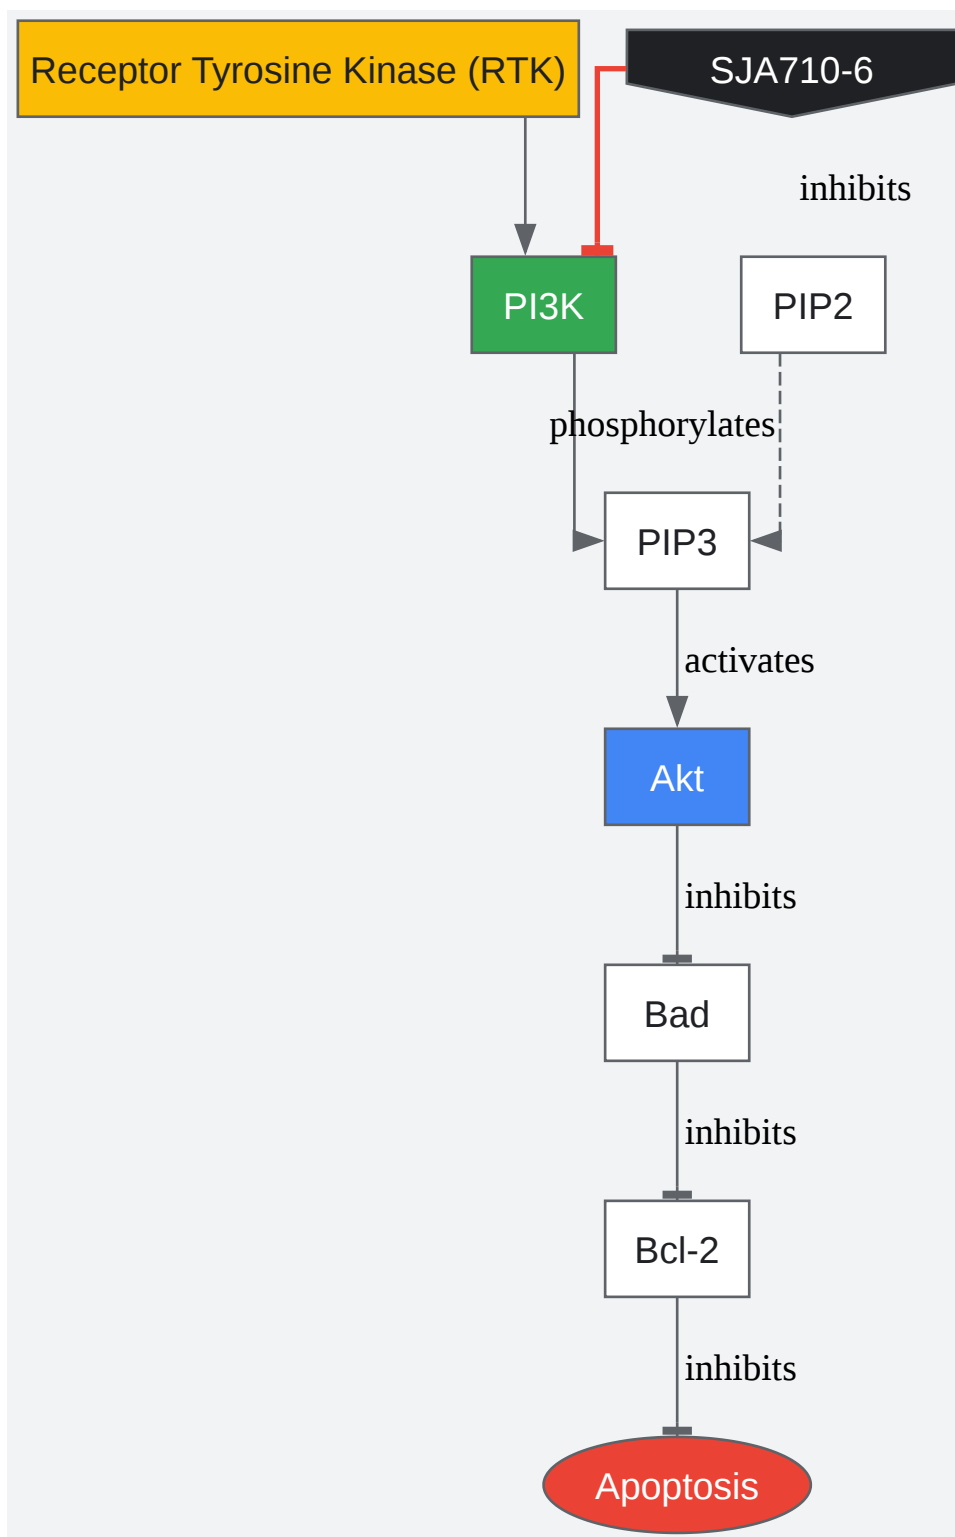 Receptor Tyrosine Kinase (RTK)
SJA710-6
inhibits
PI3K
PIP2
phosphorylates
PIP3
activates
Akt
inhibits
Bad
inhibits
Bcl-2
inhibits
Apoptosis